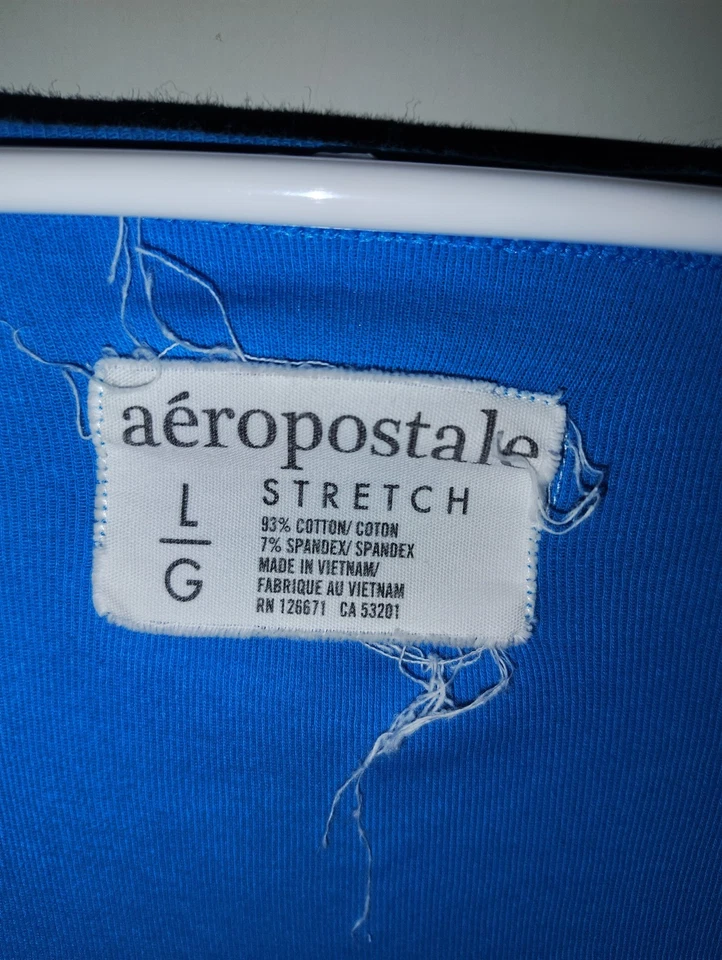 aéropostale
L
G
STRETCH
93% COTTON/ COTON
7% SPANDEX/ SPANDEX
MADE IN VIETNAM/
FABRIQUE AU VIETNAM
RN 126671 CA 53201